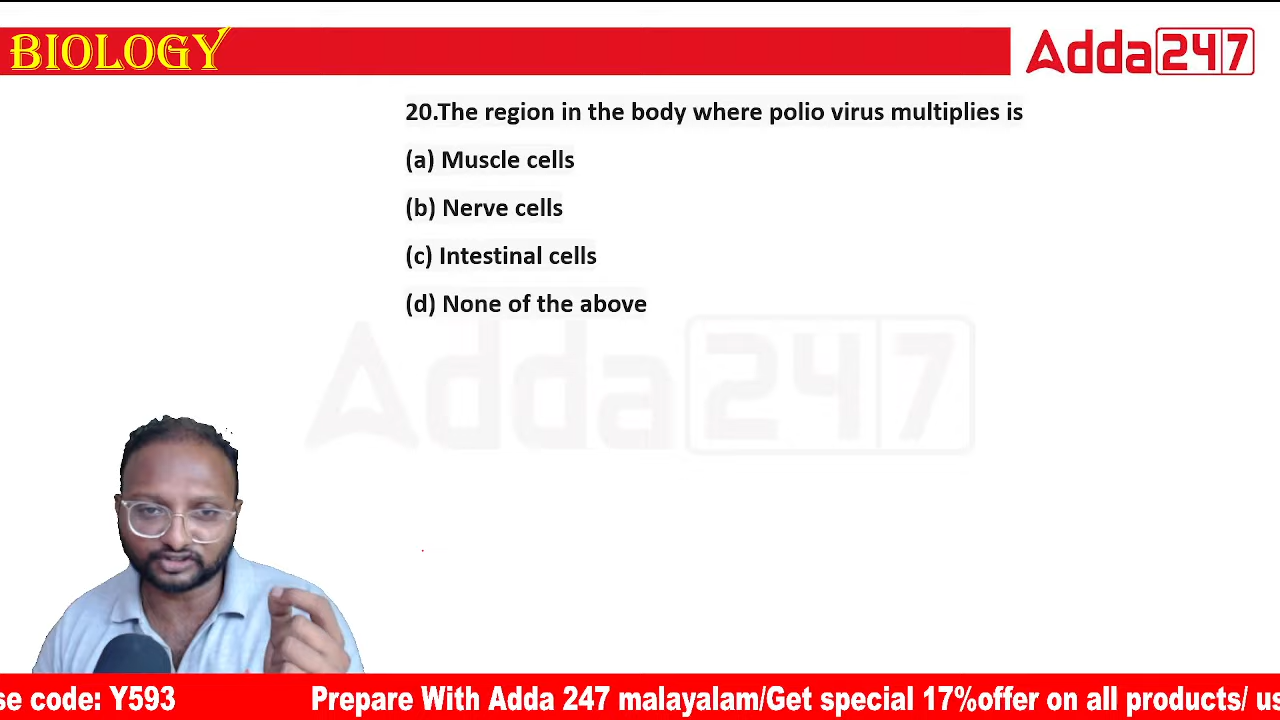 BIOLOGY
Adda247
20.The region in the body where polio virus multiplies is
(a) Muscle cells
(b) Nerve cells
(c) Intestinal cells
(d) None of the above
Adda247
se code: Y593 Prepare With Adda 247 malayalam/Get special 17%offer on all products/ us